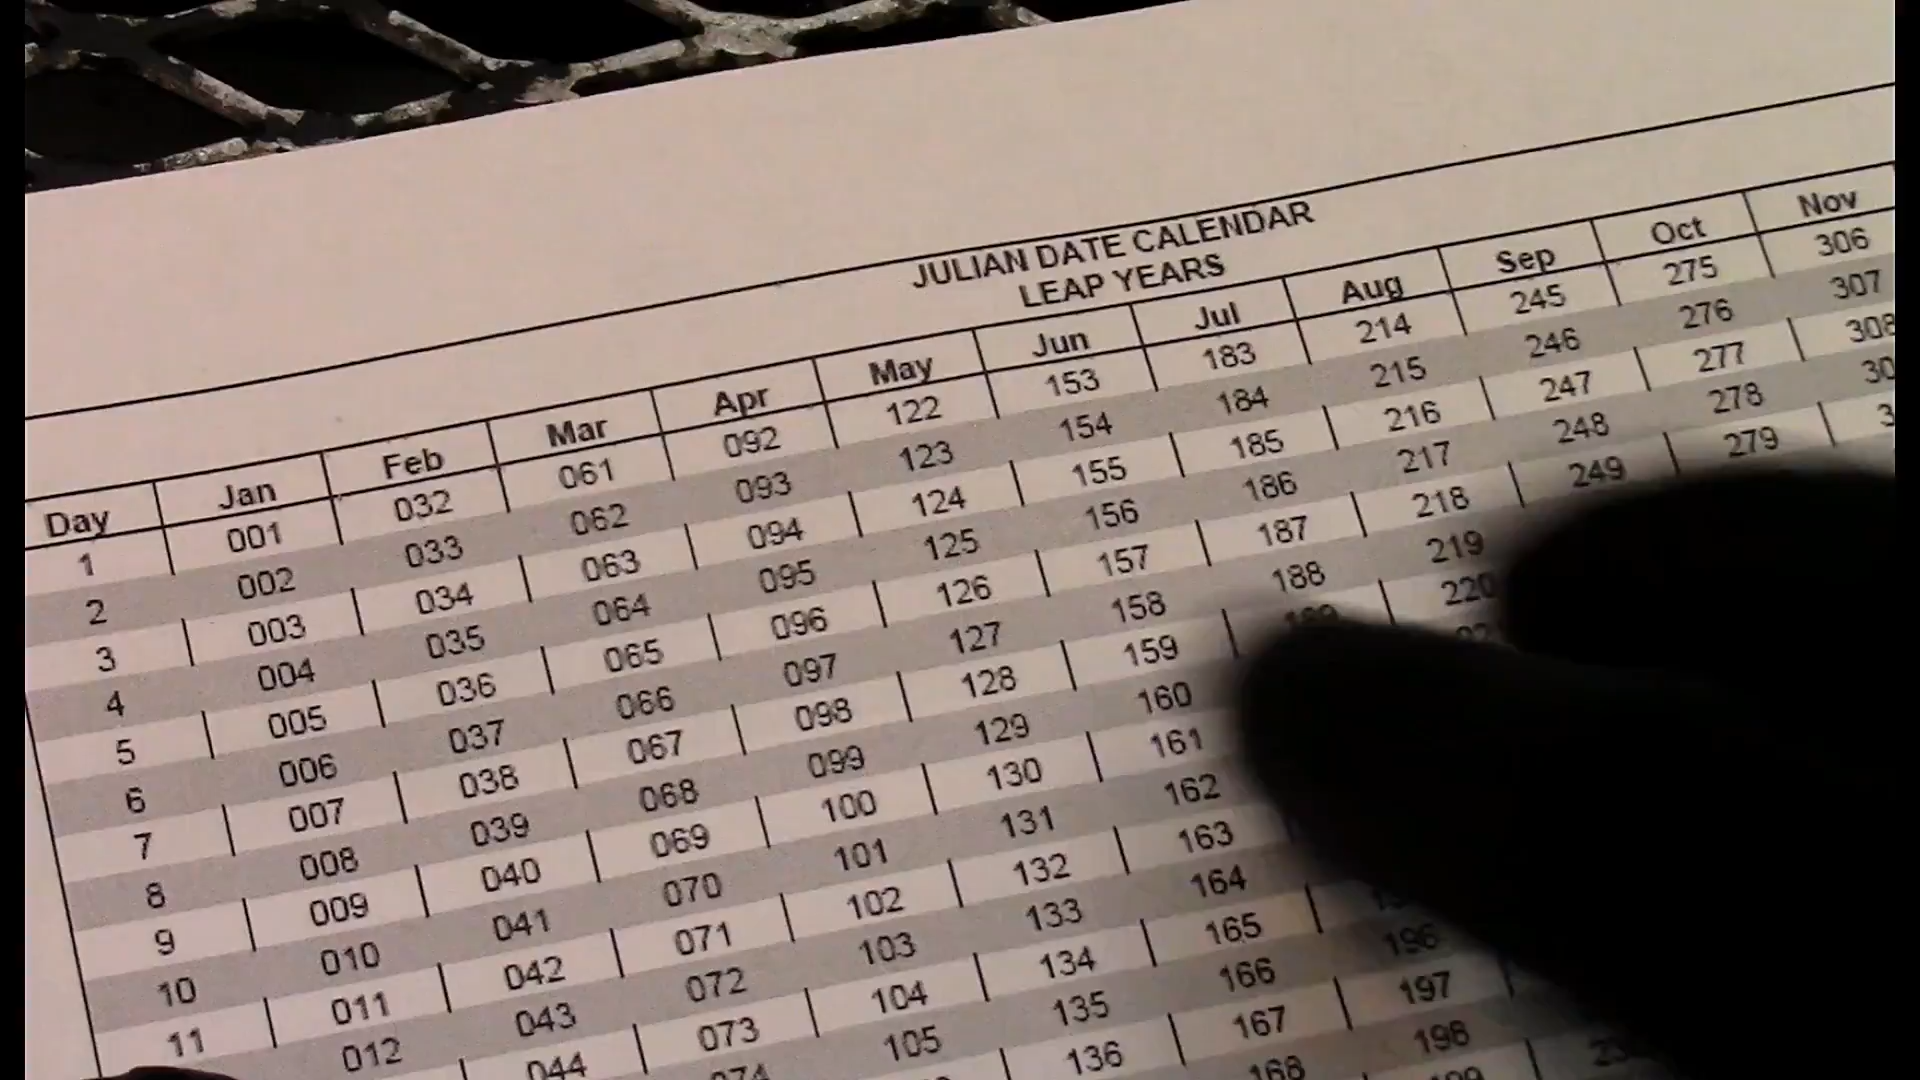 JULIAN DATE CALENDAR
LEAP YEARS
Day Jan Feb Mar Apr May Jun Jul Aug Sep Oct Nov
1 001 032 061 092 122 153 183 214 245 275 306
2 002 033 062 093 123 154 184 215 246 276 307
3 003 034 063 094 124 155 185 216 247 277 308
4 004 035 064 095 125 156 186 217 248 278
5 005 036 065 096 126 157 187 218 249 279
6 006 037 066 097 127 158 188 219
7 007 038 067 098 128 159 189 220
8 008 039 068 099 129 160
9 009 040 069 100 130 161
10 010 041 070 101 131 162
11 011 042 071 102 132 163
012 043 072 103 133 164
044 073 104 134 165
074 105 135 166 196
136 167 197
168 198